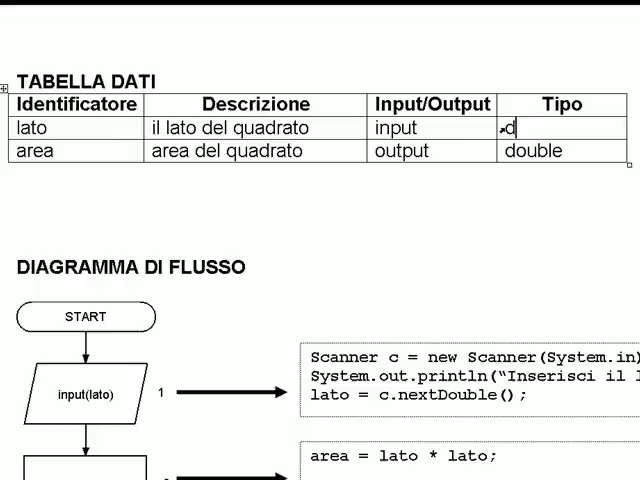 TABELLA DATI
Identificatore Descrizione Input/Output Tipo
lato il lato del quadrato input d
area area del quadrato output double
DIAGRAMMA DI FLUSSO
START
Scanner c = new Scanner(System.in)
System.out.println(“Inserisci il l
input(lato) 1 lato = c.nextDouble();
area = lato * lato;